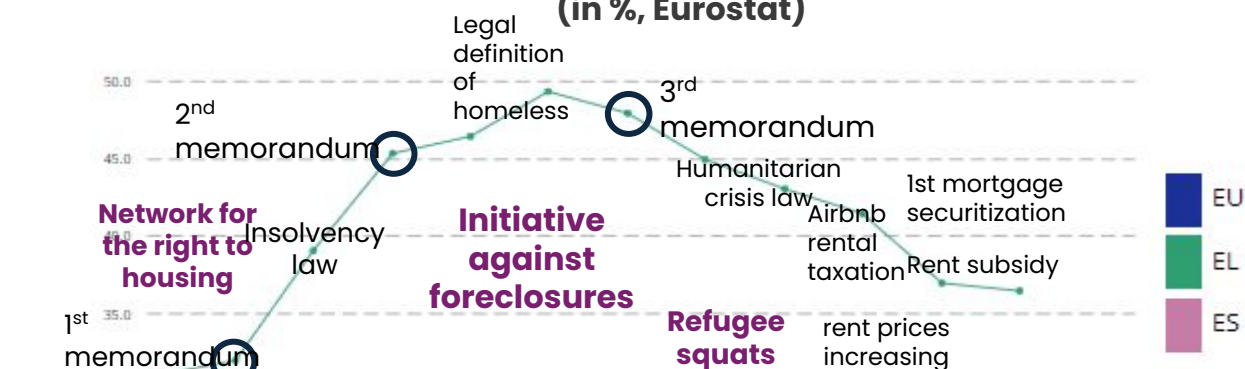 (in %, Eurostat)
Legal
definition
of
homeless
50.0
3rd
memorandum
2nd
memorandum
45.0
Humanitarian
crisis law
1st mortgage
securitization
EU
Network for
the right to
housing
Insolvency
law
Initiative
against
foreclosures
Airbnb
rental
taxation
Rent subsidy
EL
1st
memorandum
35.0
Refugee
squats
rent prices
increasing
ES